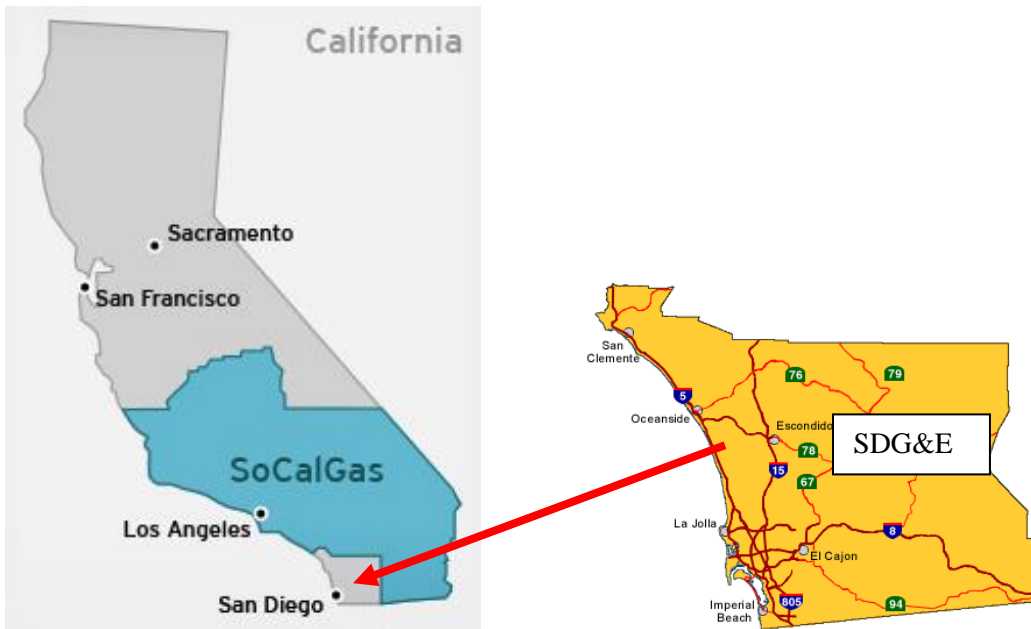 California
Sacramento
San Francisco
SoCalGas
Los Angeles
San Diego
San
Clemente
76
79
5
Oceanside
Escondido
SDG&E
78
15
67
La Jolla
8
El Cajon
Imperial
Beach
805
94